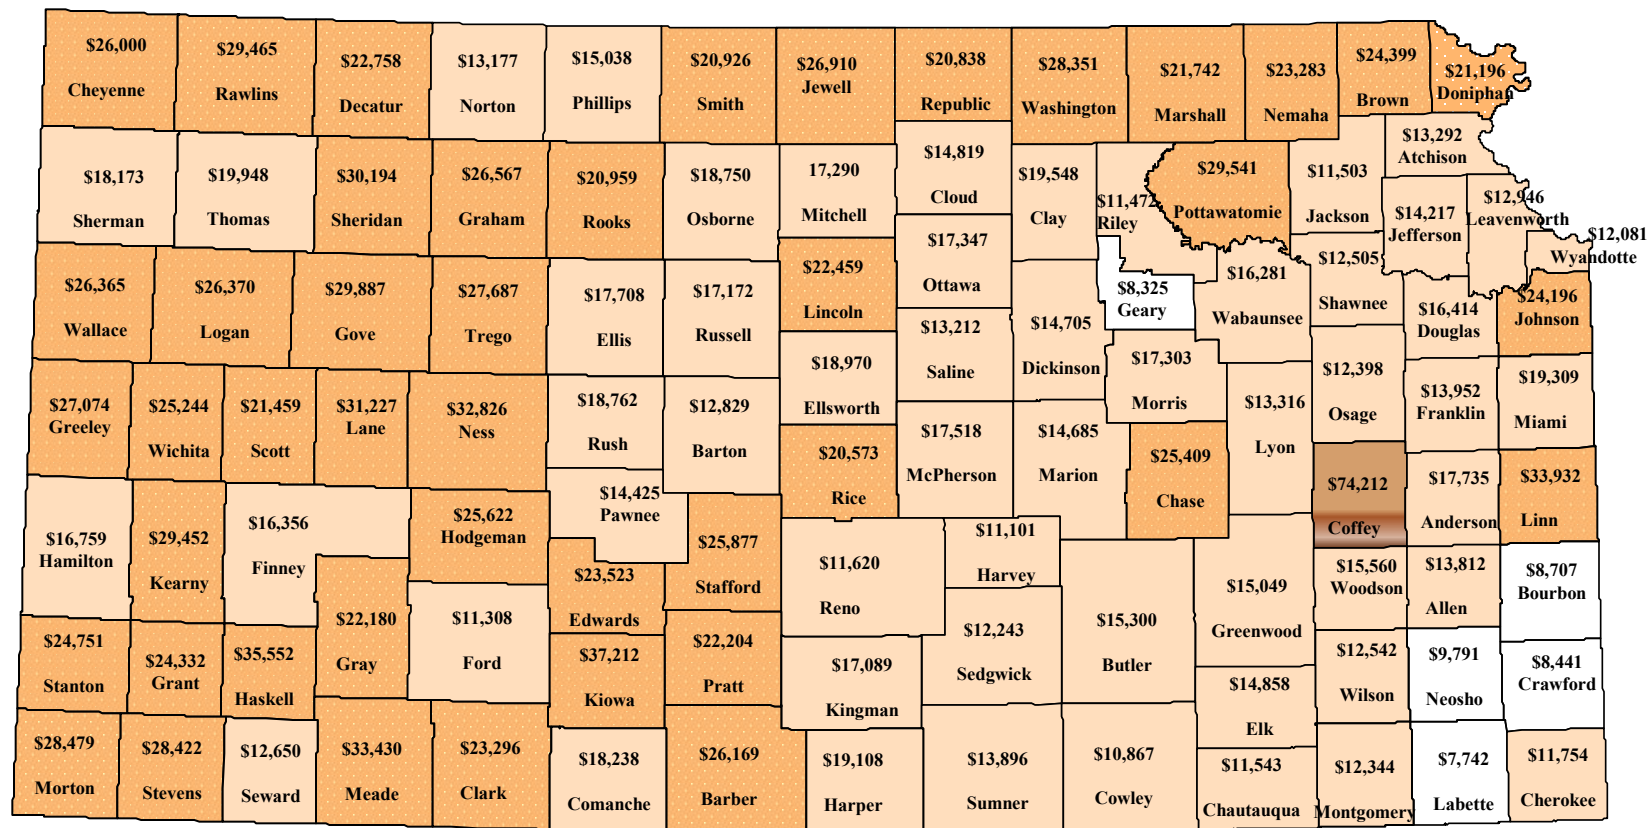 $26,000
Cheyenne
$29,465
Rawlins
$22,758
Decatur
$13,177
Norton
$15,038
Phillips
$20,926
Smith
$26,910
Jewell
$20,838
Republic
$28,351
Washington
$21,742
Marshall
$23,283
Nemaha
$24,399
Brown
$21,196
Doniphan
$18,173
Sherman
$19,948
Thomas
$30,194
Sheridan
$26,567
Graham
$20,959
Rooks
$18,750
Osborne
17,290
Mitchell
$14,819
Cloud
$19,548
Clay
$11,472
Riley
$29,541
Pottawatomie
$11,503
Jackson
$13,292
Atchison
$14,217
Jefferson
$12,946
Leavenworth
$12,081
Wyandotte
$26,365
Wallace
$26,370
Logan
$29,887
Gove
$27,687
Trego
$17,708
Ellis
$17,172
Russell
$22,459
Lincoln
$17,347
Ottawa
$13,212
Saline
$14,705
Dickinson
$8,325
Geary
$16,281
Wabaunsee
$12,505
Shawnee
$16,414
Douglas
$24,196
Johnson
$27,074
Greeley
$25,244
Wichita
$21,459
Scott
$31,227
Lane
$32,826
Ness
$18,762
Rush
$12,829
Barton
$18,970
Ellsworth
$20,573
Rice
$17,518
McPherson
$14,685
Marion
$17,303
Morris
$25,409
Chase
$13,316
Lyon
$12,398
Osage
$13,952
Franklin
$19,309
Miami
$74,212
Coffey
$17,735
Anderson
$33,932
Linn
$16,759
Hamilton
$29,452
Kearny
$16,356
Finney
$25,622
Hodgeman
$14,425
Pawnee
$23,523
Edwards
$25,877
Stafford
$11,620
Reno
$11,101
Harvey
$12,243
Sedgwick
$15,300
Butler
$15,049
Greenwood
$15,560
Woodson
$13,812
Allen
$8,707
Bourbon
$24,751
Stanton
$24,332
Grant
$35,552
Haskell
$22,180
Gray
$11,308
Ford
$37,212
Kiowa
$22,204
Pratt
$17,089
Kingman
$14,858
Elk
$12,542
Wilson
$9,791
Neosho
$8,441
Crawford
$28,479
Morton
$28,422
Stevens
$12,650
Seward
$33,430
Meade
$23,296
Clark
$18,238
Comanche
$26,169
Barber
$19,108
Harper
$13,896
Sumner
$10,867
Cowley
$11,543
Chautauqua
$12,344
Montgomery
$7,742
Labette
$11,754
Cherokee